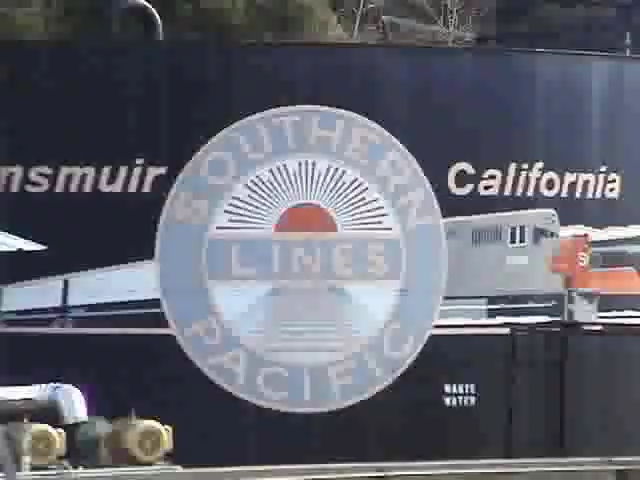 nsmuir
California
SOUTHERN
LINES
PACIFIC
WASTE
WATER